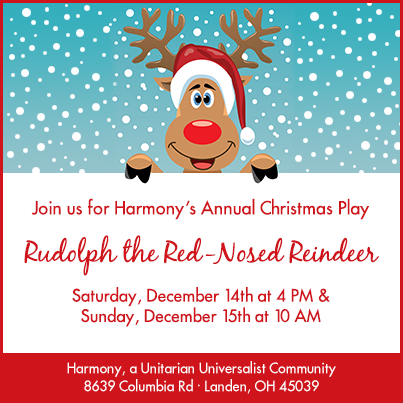 Join us for Harmony's Annual Christmas Play
Rudolph the Red-Nosed Reindeer
Saturday, December 14th at 4 PM &
Sunday, December 15th at 10 AM
Harmony, a Unitarian Universalist Community
8639 Columbia Rd · Landen, OH 45039